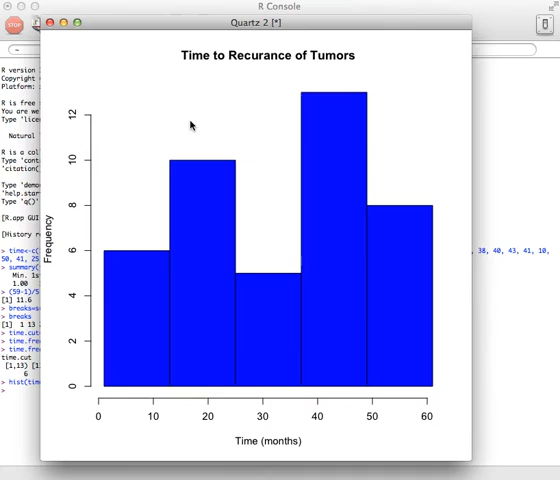 R Console
Quartz 2 [*]
STOP
R version
Copyright
Platform:
R is free
You are we
Type 'lice
Natural
R is a col
Type 'cont
'citation(
Type 'demo
'help.star
Type 'q()'
[R.app GUI
[History r
> time<-c( , 38, 40, 43, 41, 10,
50, 41, 25
> summary(
Min. 1s
1.00
> (59-1)/5
[1] 11.6
> breaks=s
> breaks
[1] 1 13
> time.cut
> time.fre
> time.fre
time.cut
[1,13) [1
6
> hist(time
>
Time to Recurance of Tumors
Frequency
12
10
8
6
4
2
0
0 10 20 30 40 50 60
Time (months)